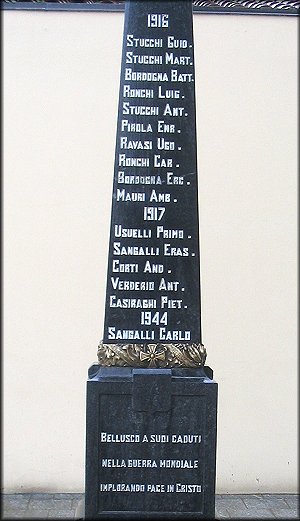 1916
Stucchi Guid.
Stucchi Mart.
Bordogna Batt.
Ronchi Luig.
Stucchi Ant.
Pirola Enr.
Ravasi Ugo.
Ronchi Car.
Bordogna Erc.
Mauri Amb.
1917
Usuelli Primo.
Sangalli Eras.
Corti And.
Verderio Ant.
Casiraghi Piet.
1944
Sangalli Carlo
Bellusco a suoi caduti
nella guerra mondiale
implorando pace in Cristo